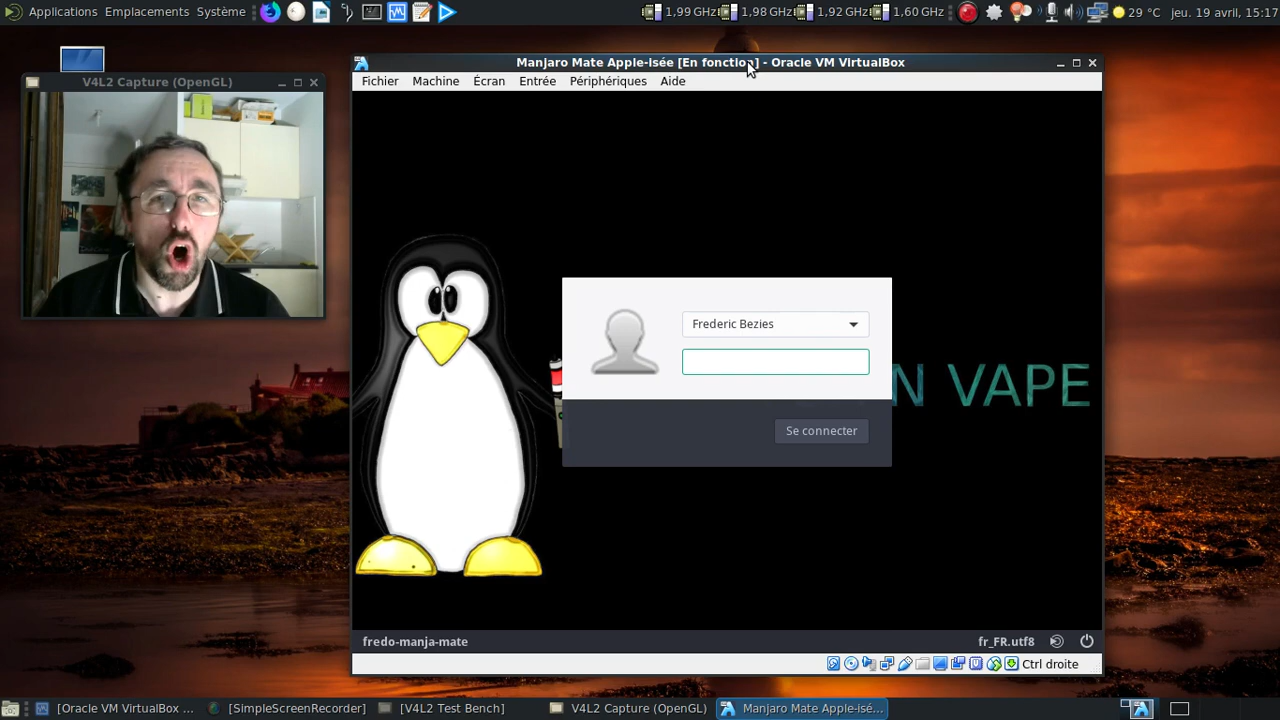 Applications Emplacements Système
1,99 GHz 1,98 GHz 1,92 GHz 1,60 GHz 29 °C jeu. 19 avril, 15:17
V4L2 Capture (OpenGL)
Manjaro Mate Apple-isée [En fonction] - Oracle VM VirtualBox
Fichier Machine Écran Entrée Périphériques Aide
Frederic Bezies
N VAPE
Se connecter
fredo-manja-mate fr_FR.utf8
Ctrl droite
[Oracle VM VirtualBox ... [SimpleScreenRecorder] [V4L2 Test Bench] V4L2 Capture (OpenGL) Manjaro Mate Apple-isé...